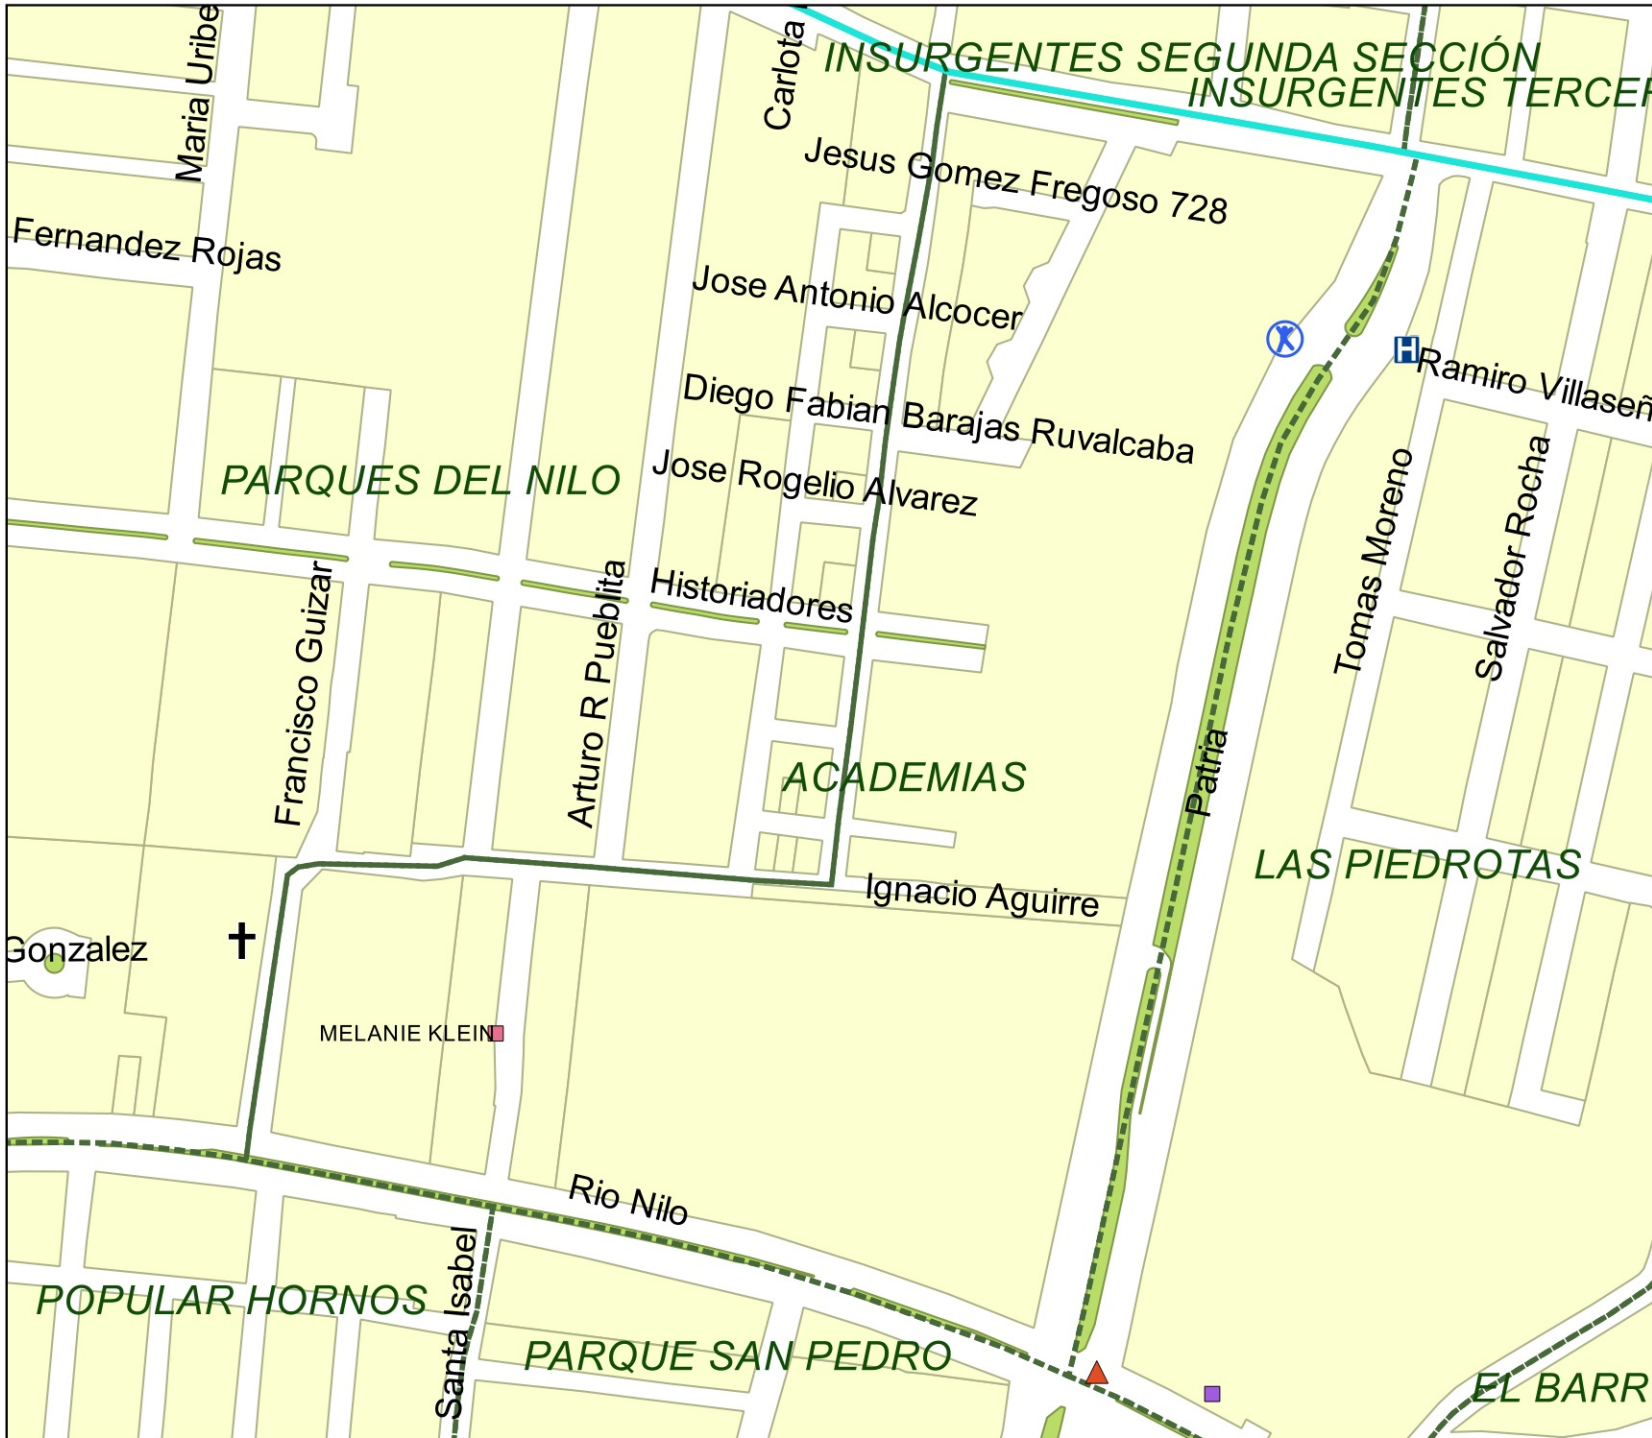 Maria Uribe
Carlota
INSURGENTES SEGUNDA SECCIÓN
INSURGENTES TERCER
Jesus Gomez Fregoso 728
Fernandez Rojas
Jose Antonio Alcocer
Ramiro Villaseñ
Diego Fabian Barajas Ruvalcaba
PARQUES DEL NILO
Jose Rogelio Alvarez
Tomas Moreno
Salvador Rocha
Historiadores
Francisco Guizar
Arturo R Pueblita
ACADEMIAS
Patria
LAS PIEDROTAS
Ignacio Aguirre
Gonzalez
MELANIE KLEIN
H
Rio Nilo
Santa Isabel
POPULAR HORNOS
PARQUE SAN PEDRO
EL BARR